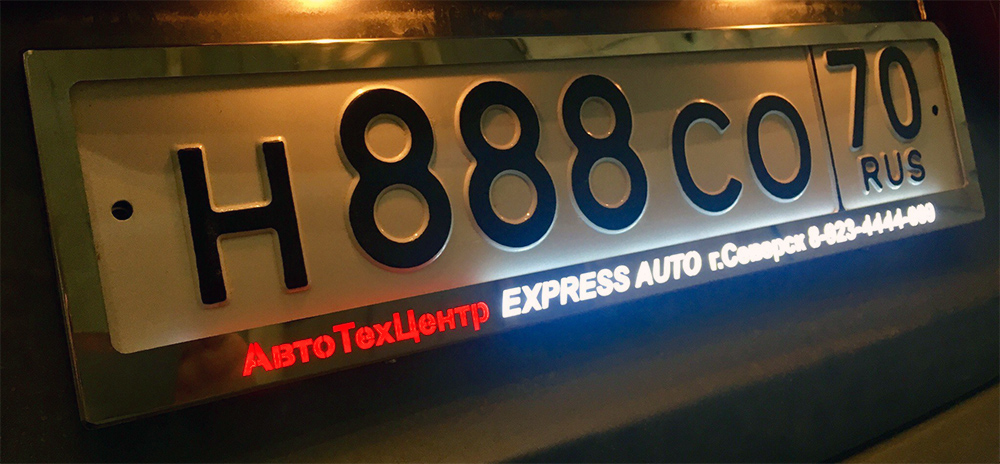 Н888СО 70
RUS
АвтоТехЦентр EXPRESS AUTO г.Северск 8-923-4444-000